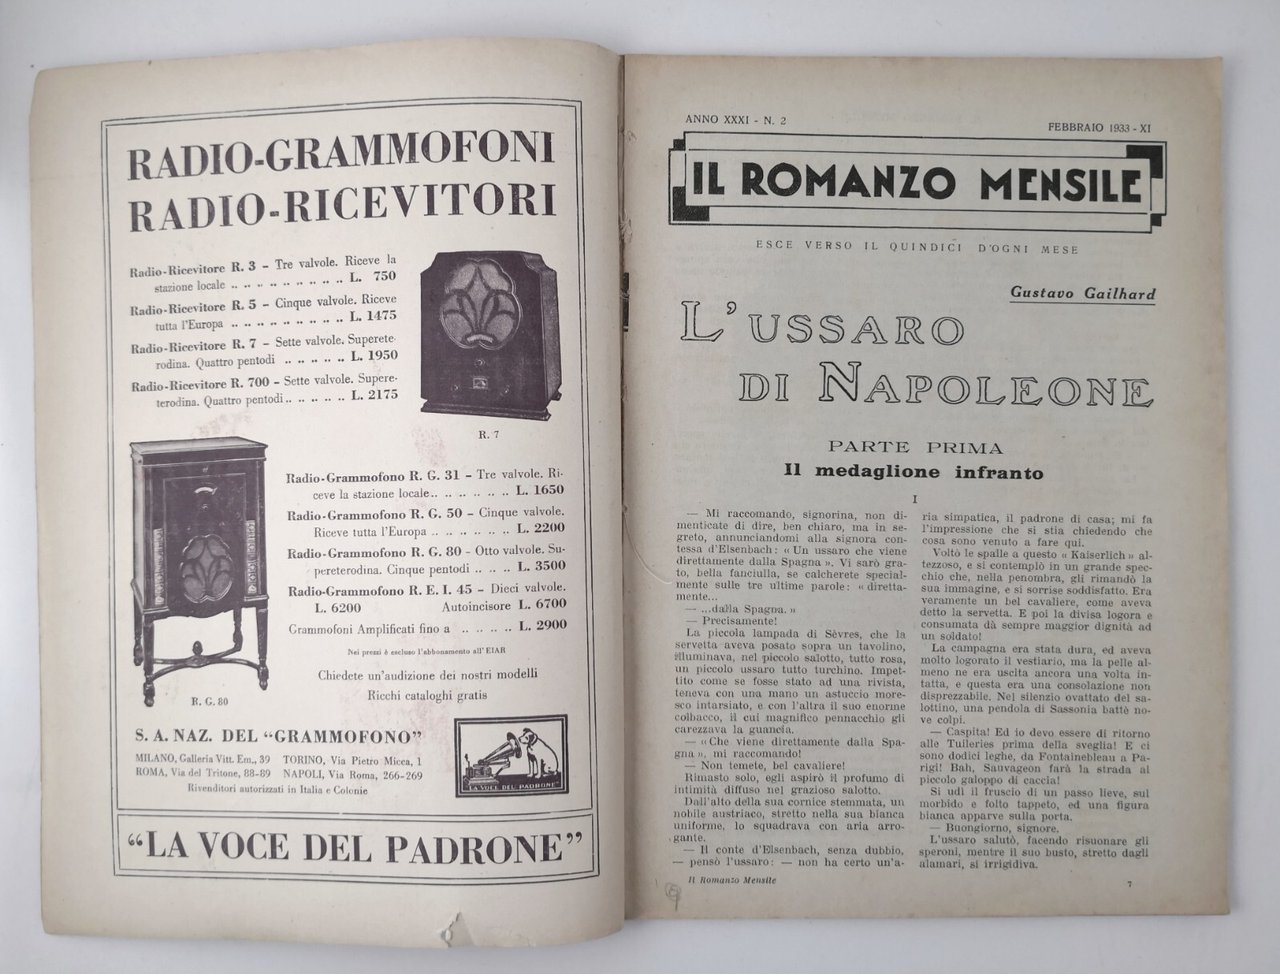 RADIO-GRAMMOFONI
RADIO-RICEVITORI
Radio-Ricevitore R. 3 – Tre valvole. Riceve la
stazione locale .. .. .. .. .. .. .. .. .. L. 750
Radio-Ricevitore R. 5 – Cinque valvole. Riceve
tutta l'Europa .. .. .. .. .. .. .. .. L. 1475
Radio-Ricevitore R. 7 – Sette valvole. Superete-
rodina. Quattro pentodi .. .. .. .. .. L. 1950
Radio-Ricevitore R. 700 – Sette valvole. Supere-
terodina. Quattro pentodi .. .. .. .. .. L. 2175
R. 7
Radio-Grammofono R. G. 31 – Tre valvole. Ri-
ceve la stazione locale .. .. .. .. .. .. L. 1650
Radio-Grammofono R. G. 50 – Cinque valvole.
Riceve tutta l'Europa .. .. .. .. .. .. L. 2200
Radio-Grammofono R. G. 80 – Otto valvole. Su-
pereterodina. Cinque pentodi .. .. .. L. 3500
Radio-Grammofono R. E. I. 45 – Dieci valvole.
L. 6200 Autoincisore L. 6700
Grammofoni Amplificati fino a .. .. .. .. L. 2900
Nei prezzi è escluso l'abbonamento all'EIAR
Chiedete un'audizione dei nostri modelli
Ricchi cataloghi gratis
R. G. 80
S. A. NAZ. DEL “GRAMMOFONO”
MILANO, Galleria Vitt. Em., 39 TORINO, Via Pietro Micca, 1
ROMA, Via del Tritone, 88-89 NAPOLI, Via Roma, 266-269
Rivenditori autorizzati in Italia e Colonie
"LA VOCE DEL PADRONE"
“LA VOCE DEL PADRONE”
ANNO XXXI - N. 2
FEBBRAIO 1933 - XI
IL ROMANZO MENSILE
ESCE VERSO IL QUINDICI D'OGNI MESE
Gustavo Gailhard
L'USSARO
DI NAPOLEONE
PARTE PRIMA
Il medaglione infranto
I
— Mi raccomando, signorina, non di-
menticate di dire, ben chiaro, ma in se-
greto, annunciandomi alla signora con-
tessa d'Elsenbach: « Un ussaro che viene
direttamente dalla Spagna ». Vi sarò gra-
to, bella fanciulla, se calcherete special-
mente sulle tre ultime parole: « diretta-
mente...
— ...dalla Spagna. »
— Precisamente!
La piccola lampada di Sèvres, che la
servetta aveva posato sopra un tavolino,
illuminava, nel piccolo salotto, tutto rosa,
un piccolo ussaro tutto turchino. Impet-
tito come se fosse stato ad una rivista,
teneva con una mano un astuccio more-
sco intarsiato, e con l'altra il suo enorme
colbacco, il cui magnifico pennacchio gli
carezzava la guancia.
— « Che viene direttamente dalla Spa-
gna », mi raccomando!
— Non temete, bel cavaliere!
Rimasto solo, egli aspirò il profumo di
intimità diffuso nel grazioso salotto.
Dall'alto della sua cornice stemmata, un
nobile austriaco, stretto nella sua bianca
uniforme, lo squadrava con aria arro-
gante.
— Il conte d'Elsenbach, senza dubbio,
— pensò l'ussaro: — non ha certo un'a-
ria simpatica, il padrone di casa; mi fa
l'impressione che si stia chiedendo che
cosa sono venuto a fare qui.
Voltò le spalle a questo « Kaiserlich » al-
tezzoso, e si contemplò in un grande spec-
chio che, nella penombra, gli rimandò la
sua immagine, e si sorrise soddisfatto. Era
veramente un bel cavaliere, come aveva
detto la servetta. E poi la divisa logora e
consumata dà sempre maggior dignità ad
un soldato!
La campagna era stata dura, ed aveva
molto logorato il vestiario, ma la pelle al-
meno ne era uscita ancora una volta in-
tatta, e questa era una consolazione non
disprezzabile. Nel silenzio ovattato del sa-
lottino, una pendola di Sassonia battè no-
ve colpi.
— Caspita! Ed io devo essere di ritorno
alle Tuileries prima della sveglia! E ci
sono dodici leghe, da Fontainebleau a Pa-
rigi! Bah, Sauvageon farà la strada al
piccolo galoppo di caccia!
Si udì il fruscio di un passo lieve, sul
morbido e folto tappeto, ed una figura
bianca apparve sulla porta.
— Buongiorno, signore.
L'ussaro salutò, facendo risuonare gli
speroni, mentre il suo busto, stretto dagli
alamari, si irrigidiva.
Il Romanzo Mensile
7